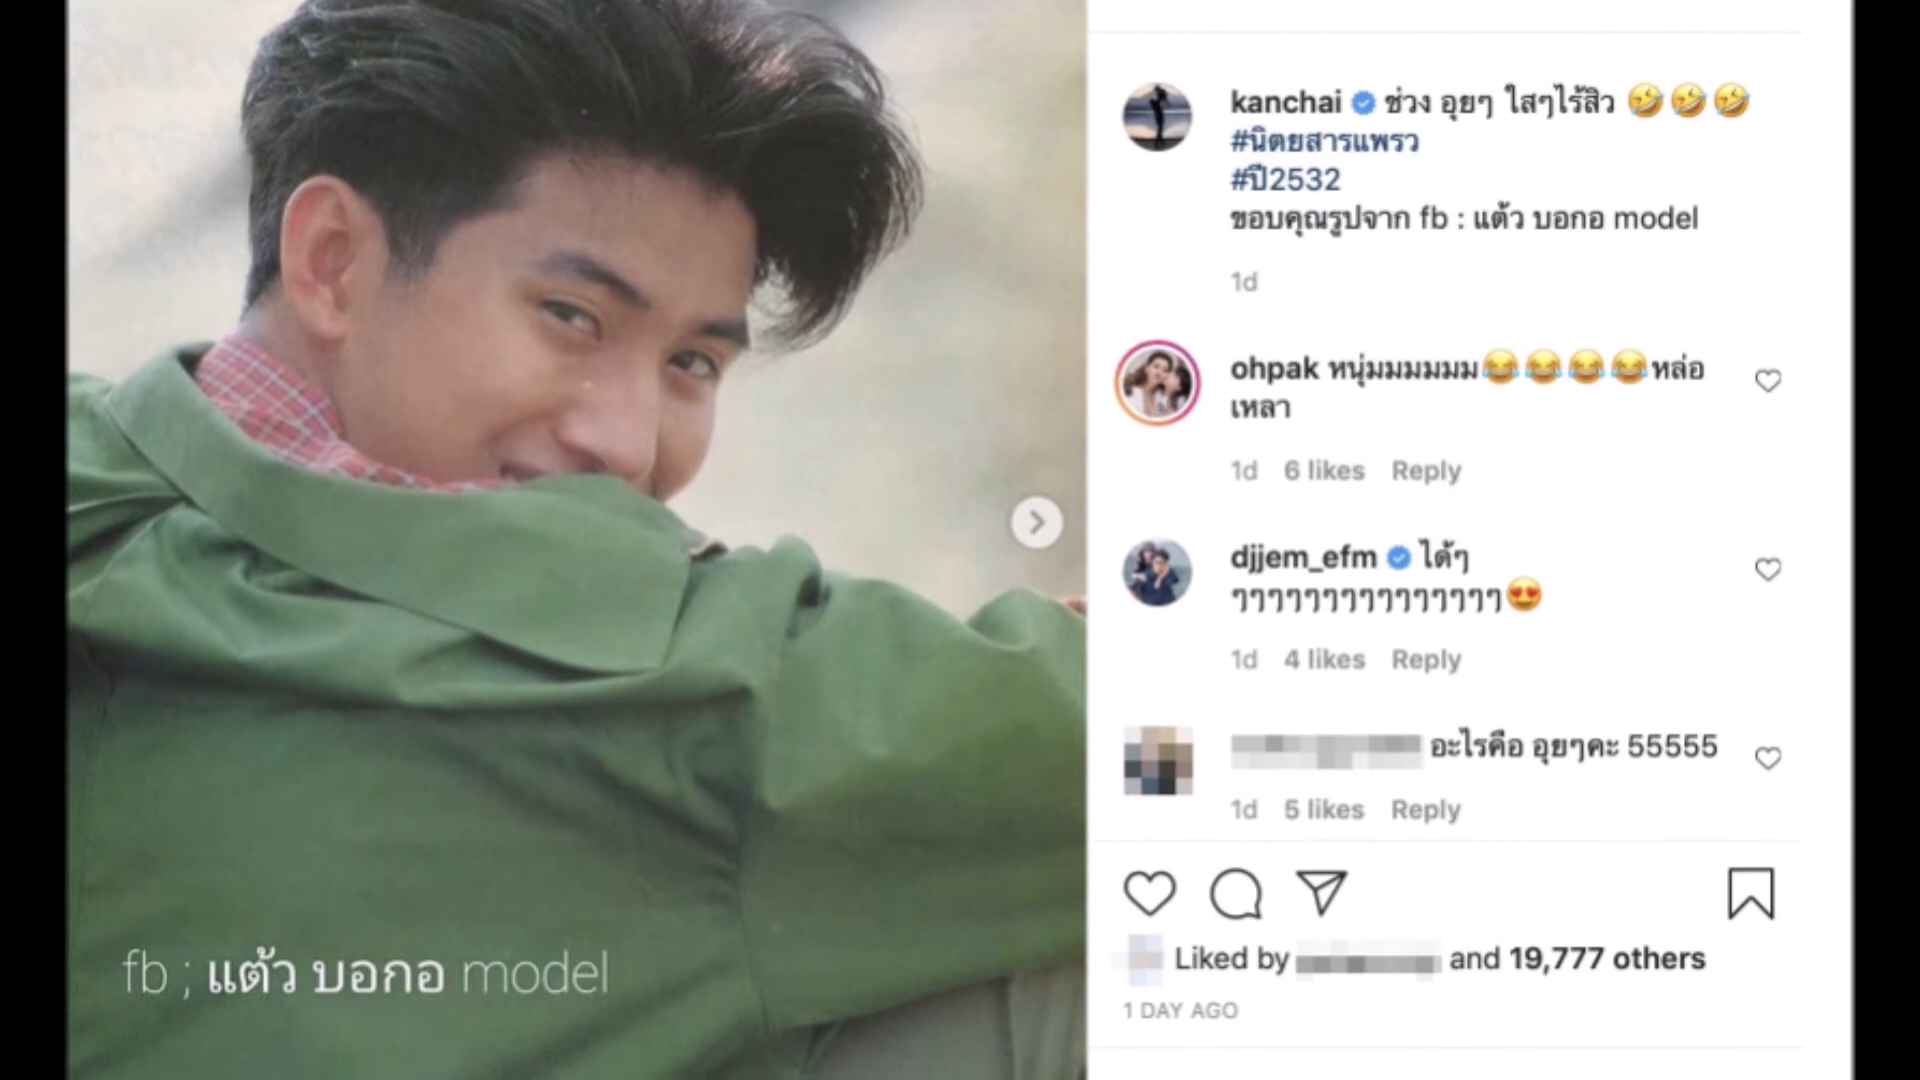 kanchai ช่วง อุยๆ ใสๆไร้สิว 🤣🤣🤣
#นิตยสารแพรว
#ปี2532
ขอบคุณรูปจาก fb : แต้ว บอกอ model
1d
ohpak หนุ่มมมมมม😂😂😂😂หล่อ
เหลา
1d 6 likes Reply
djjem_efm ได้ๆ
ๆๆๆๆๆๆๆๆๆๆๆๆๆๆๆ😍
1d 4 likes Reply
อะไรคือ อุยๆคะ 55555
1d 5 likes Reply
Liked by and 19,777 others
1 DAY AGO
fb ; แต้ว บอกอ model